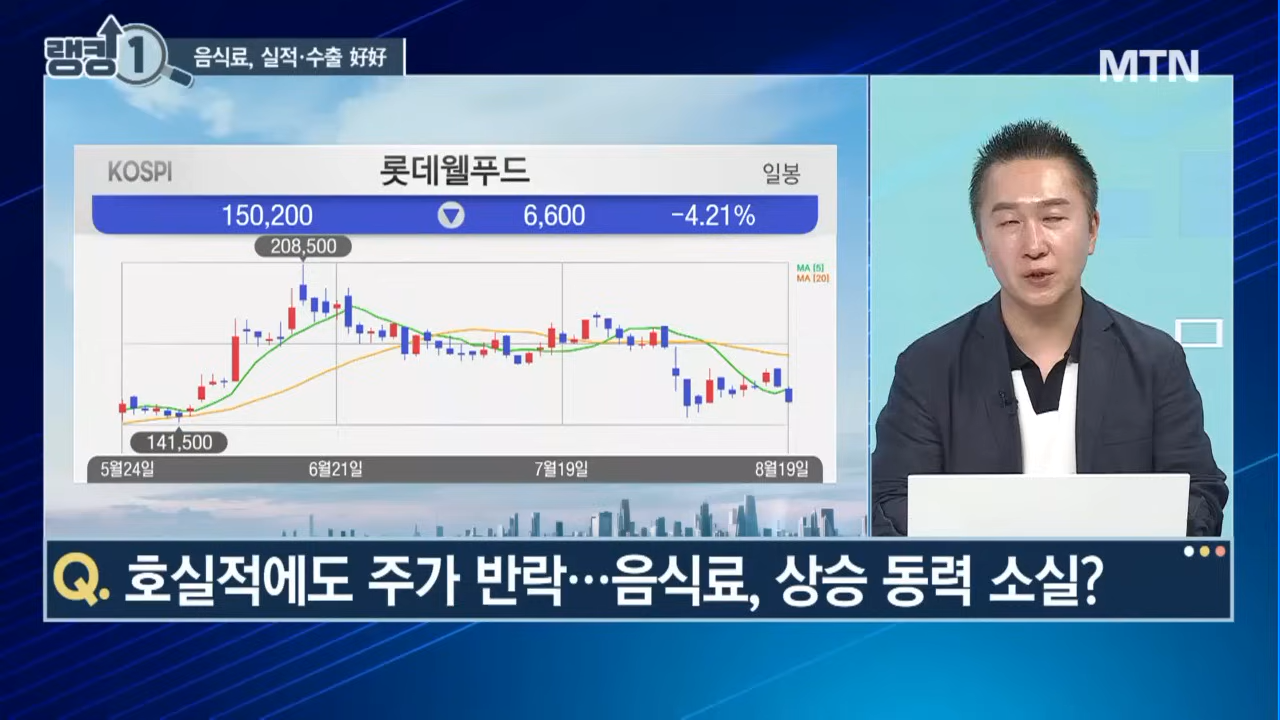 랭킹1
음식료, 실적·수출 好好
MTN
KOSPI 롯데웰푸드 일봉
150,200 ▼ 6,600 -4.21%
208,500
MA [5]
MA [20]
141,500
5월24일 6월21일 7월19일 8월19일
Q. 호실적에도 주가 반락…음식료, 상승 동력 소실?